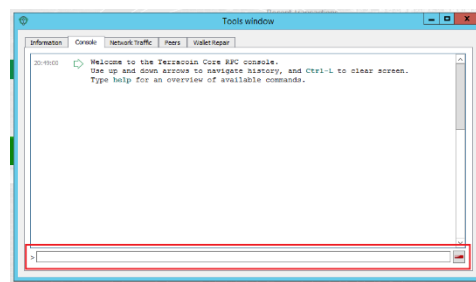 Tools window
Information Console Network Traffic Peers Wallet Repair
20:49:00 Welcome to the Terracoin Core RPC console.
Use up and down arrows to navigate history, and Ctrl-L to clear screen.
Type help for an overview of available commands.
>